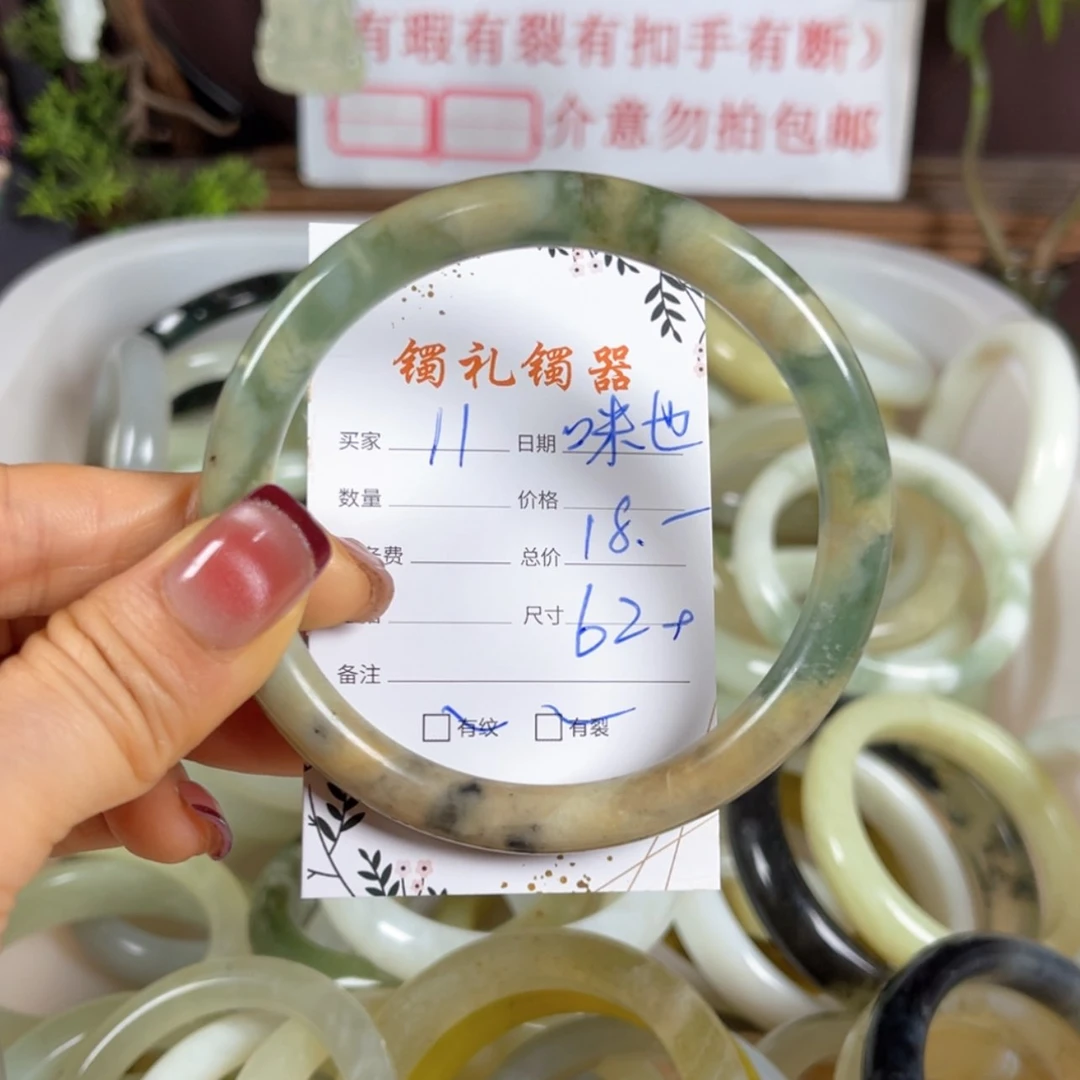 有瑕有裂有扣手有断）
介意勿拍包邮
镯礼镯器
买家 11 日期 咪也
数量 价格
费 总价 18.-
尺寸 62+
备注
有纹 有裂